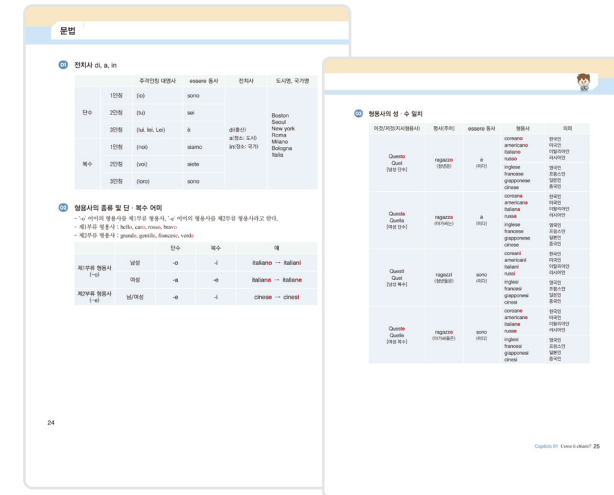 문법
01 전치사 di, a, in
주격인칭 대명사 essere 동사 전치사 도시명, 국가명
단수 1인칭 (io) sono
2인칭 (tu) sei
3인칭 (lui, lei, Lei) è
복수 1인칭 (noi) siamo
2인칭 (voi) siete
3인칭 (loro) sono
di(출신)
a(장소: 도시)
in(장소: 국가)
Boston
Seoul
New york
Roma
Milano
Bologna
Italia
02 형용사의 종류 및 단 · 복수 어미
- '-o' 어미의 형용사를 제1부류 형용사, '-e' 어미의 형용사를 제2부류 형용사라고 한다.
- 제1부류 형용사 : bello, caro, rosso, bravo
- 제2부류 형용사 : grande, gentile, francese, verde
단수 복수 예
제1부류 형용사
(-o)
남성 -o -i italiano → italiani
여성 -a -e italiana → italiane
제2부류 형용사
(-e)
남/여성 -e -i cinese → cinesi
24
03 형용사의 성 · 수 일치
이것/저것(지시형용사) 명사(주어) essere 동사 형용사 의미
Questo
Quel
(남성 단수)
ragazzo
(청년은)
è
(이다)
coreano 한국인
americano 미국인
italiano 이탈리아인
russo 러시아인
inglese 영국인
francese 프랑스인
giapponese 일본인
cinese 중국인
Questa
Quella
(여성 단수)
ragazza
(아가씨는)
è
(이다)
coreana 한국인
americana 미국인
italiana 이탈리아인
russa 러시아인
inglese 영국인
francese 프랑스인
giapponese 일본인
cinese 중국인
Questi
Quei
(남성 복수)
ragazzi
(청년들은)
sono
(이다)
coreani 한국인
americani 미국인
italiani 이탈리아인
russi 러시아인
inglesi 영국인
francesi 프랑스인
giapponesi 일본인
cinesi 중국인
Queste
Quelle
(여성 복수)
ragazze
(아가씨들은)
sono
(이다)
coreane 한국인
americane 미국인
italiane 이탈리아인
russe 러시아인
inglesi 영국인
francesi 프랑스인
giapponesi 일본인
cinesi 중국인
Capitolo 01 Come ti chiami? 25